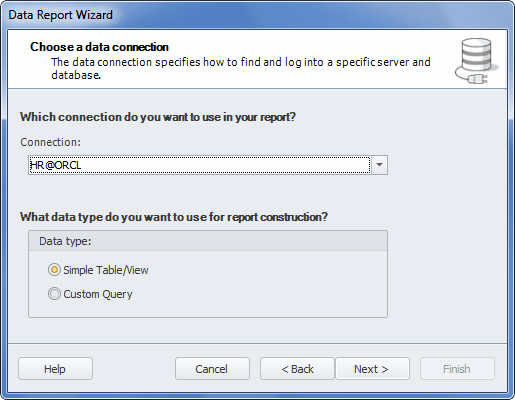 Data Report Wizard
Choose a data connection
The data connection specifies how to find and log into a specific server and
database.
Which connection do you want to use in your report?
Connection:
HR@ORCL
What data type do you want to use for report construction?
Data type:
Simple Table/View
Custom Query
Help Cancel < Back Next > Finish